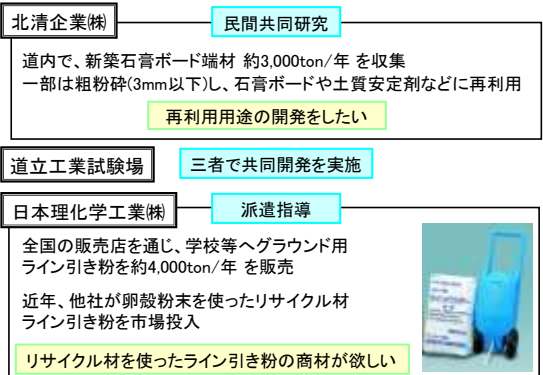 北清企業㈱
民間共同研究
道内で、新築石膏ボード端材 約3,000ton/年 を収集
一部は粗粉砕(3mm以下)し、石膏ボードや土質安定剤などに再利用
再利用用途の開発をしたい
道立工業試験場
三者で共同開発を実施
日本理化学工業㈱
派遣指導
全国の販売店を通じ、学校等へグラウンド用
ライン引き粉を約4,000ton/年 を販売
近年、他社が卵殻粉末を使ったリサイクル材
ライン引き粉を市場投入
リサイクル材を使ったライン引き粉の商材が欲しい